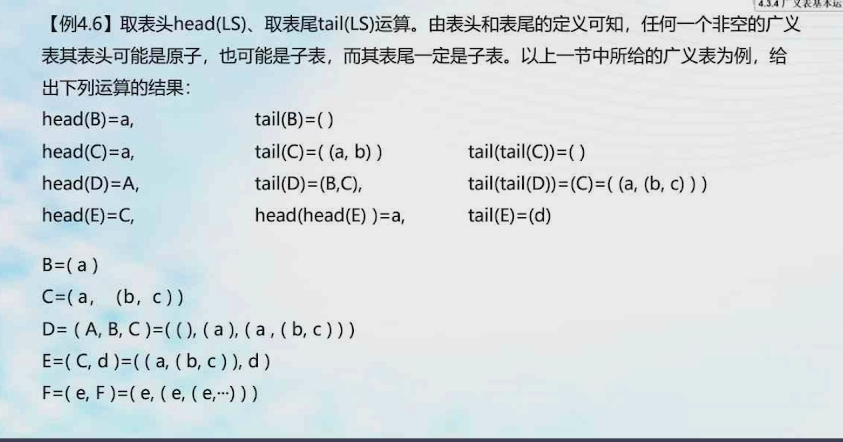 4.3.4广义表基本运
【例4.6】取表头head(LS)、取表尾tail(LS)运算。由表头和表尾的定义可知，任何一个非空的广义
表其表头可能是原子，也可能是子表，而其表尾一定是子表。以上一节中所给的广义表为例，给
出下列运算的结果：
head(B)=a, tail(B)=( )
head(C)=a, tail(C)=( (a, b) ) tail(tail(C))=( )
head(D)=A, tail(D)=(B,C), tail(tail(D))=(C)=( (a, (b, c) ) )
head(E)=C, head(head(E) )=a, tail(E)=(d)
B=( a )
C=( a， (b，c ) )
D= ( A, B, C )=( ( ), ( a ), ( a , ( b, c ) ) )
E=( C, d )=( ( a, ( b, c ) ), d )
F=( e, F )=( e, ( e, ( e,···) ) )